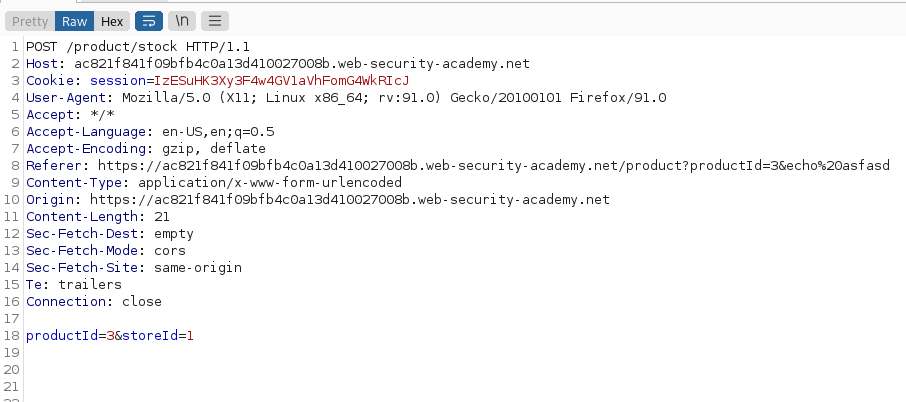 Pretty Raw Hex \n
1 POST /product/stock HTTP/1.1
2 Host: ac821f841f09bfb4c0a13d410027008b.web-security-academy.net
3 Cookie: session=IzESuHK3Xy3F4w4GVlaVhFomG4WkRIcJ
4 User-Agent: Mozilla/5.0 (X11; Linux x86_64; rv:91.0) Gecko/20100101 Firefox/91.0
5 Accept: */*
6 Accept-Language: en-US,en;q=0.5
7 Accept-Encoding: gzip, deflate
8 Referer: https://ac821f841f09bfb4c0a13d410027008b.web-security-academy.net/product?productId=3&echo%20asfasd
9 Content-Type: application/x-www-form-urlencoded
10 Origin: https://ac821f841f09bfb4c0a13d410027008b.web-security-academy.net
11 Content-Length: 21
12 Sec-Fetch-Dest: empty
13 Sec-Fetch-Mode: cors
14 Sec-Fetch-Site: same-origin
15 Te: trailers
16 Connection: close
17
18 productId=3&storeId=1
19
20
21